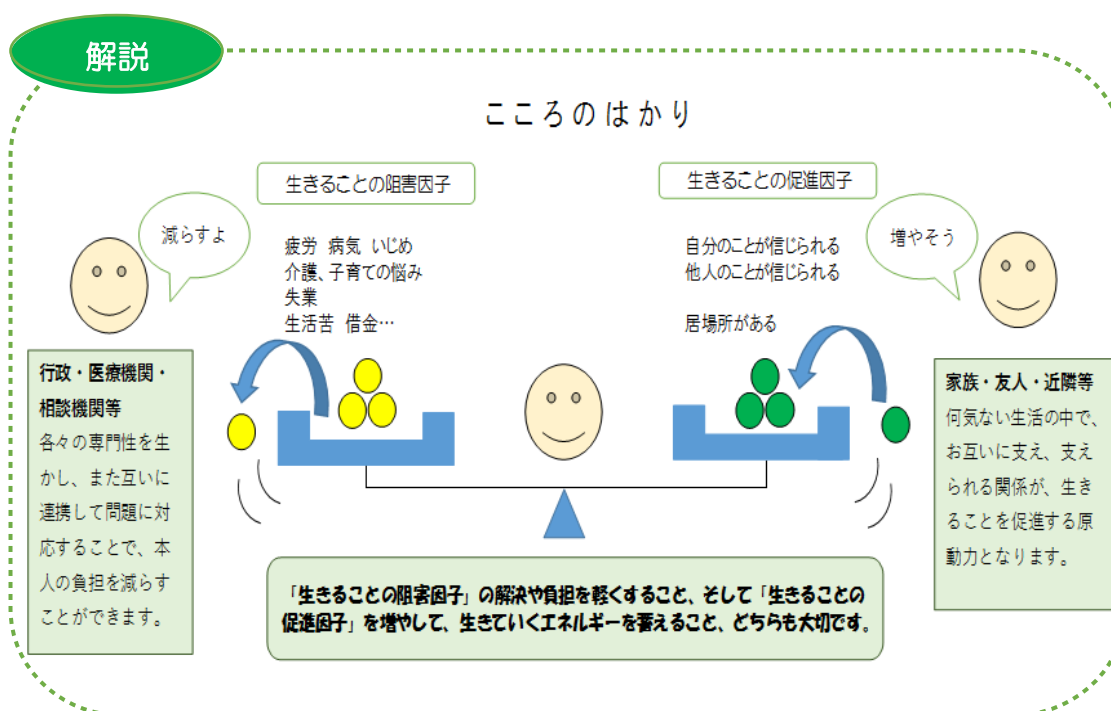 解説
こころのはかり
生きることの阻害因子
生きることの促進因子
減らすよ
疲労 病気 いじめ
介護、子育ての悩み
失業
生活苦 借金…
自分のことが信じられる
他人のことが信じられる
居場所がある
増やそう
行政・医療機関・
相談機関等
各々の専門性を生
かし、また互いに
連携して問題に対
応することで、本
人の負担を減らす
ことができます。
家族・友人・近隣等
何気ない生活の中で、
お互いに支え、支え
られる関係が、生き
ることを促進する原
動力となります。
「生きることの阻害因子」の解決や負担を軽くすること、そして「生きることの
促進因子」を増やして、生きていくエネルギーを蓄えること、どちらも大切です。